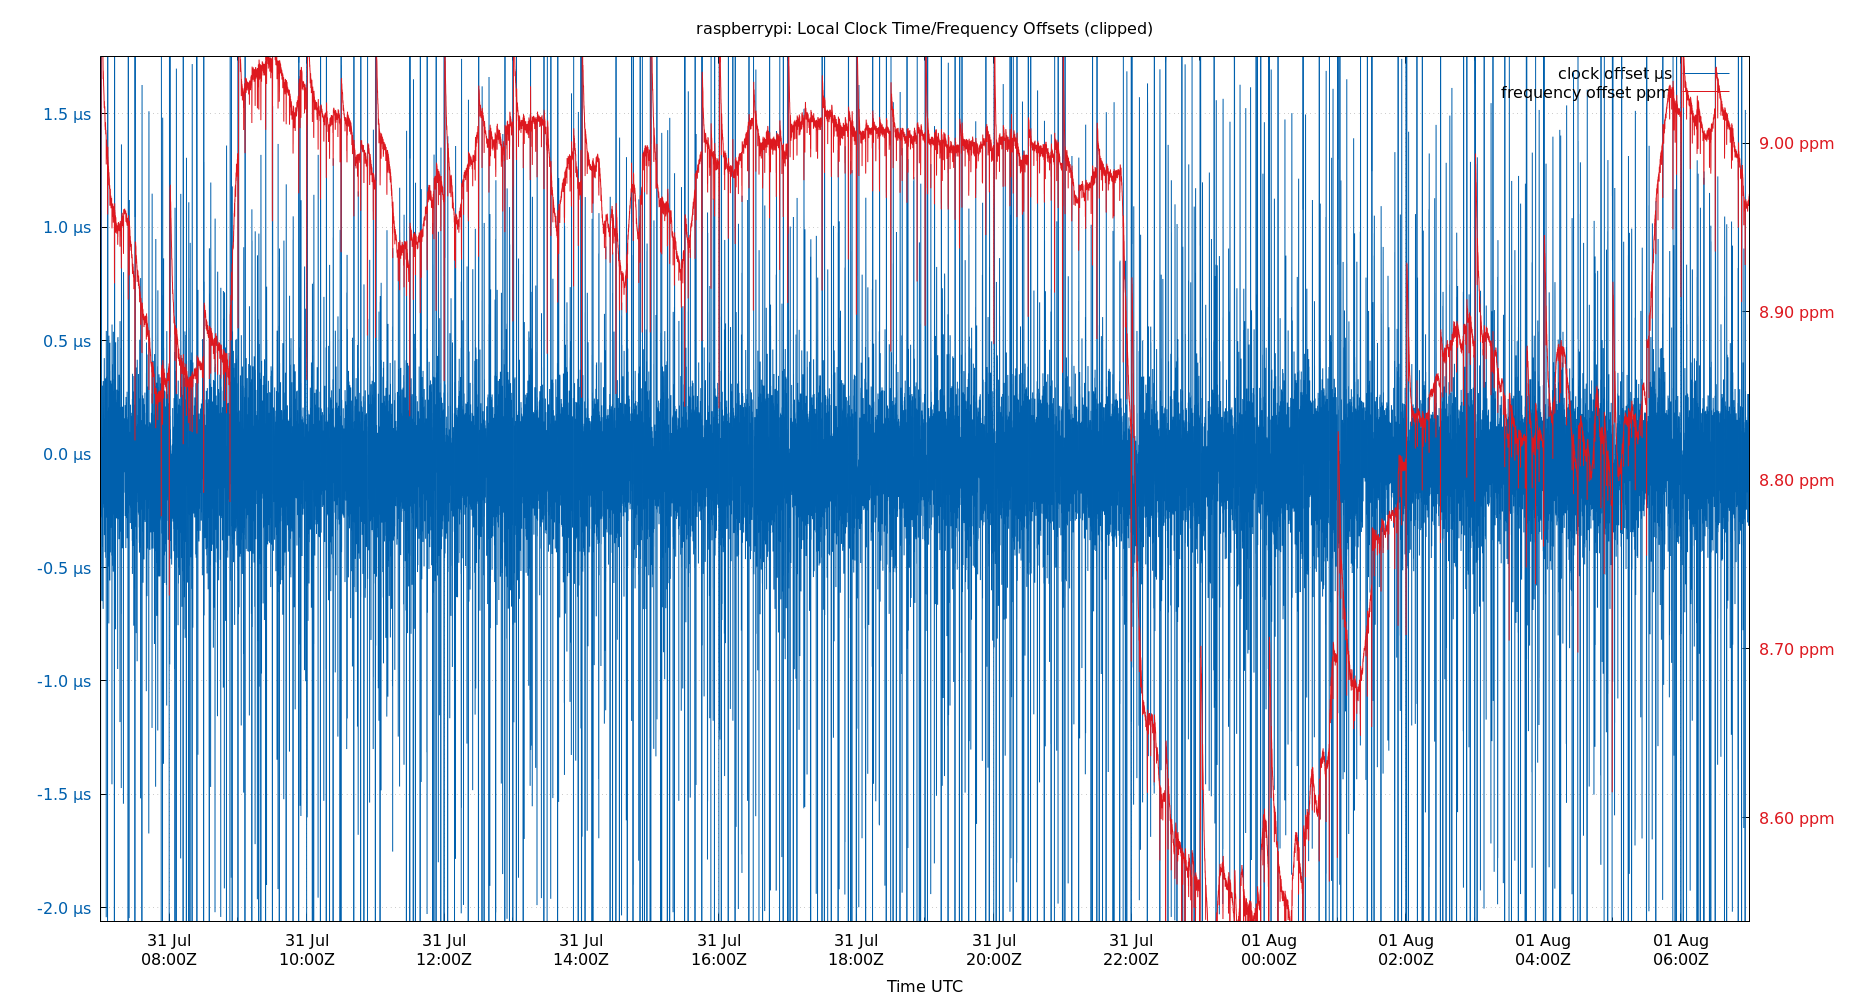 raspberrypi: Local Clock Time/Frequency Offsets (clipped)
clock offset µs
frequency offset ppm
1.5 µs
1.0 µs
0.5 µs
0.0 µs
-0.5 µs
-1.0 µs
-1.5 µs
-2.0 µs
9.00 ppm
8.90 ppm
8.80 ppm
8.70 ppm
8.60 ppm
31 Jul 31 Jul 31 Jul 31 Jul 31 Jul 31 Jul 31 Jul 31 Jul 01 Aug 01 Aug 01 Aug 01 Aug
08:00Z 10:00Z 12:00Z 14:00Z 16:00Z 18:00Z 20:00Z 22:00Z 00:00Z 02:00Z 04:00Z 06:00Z
Time UTC